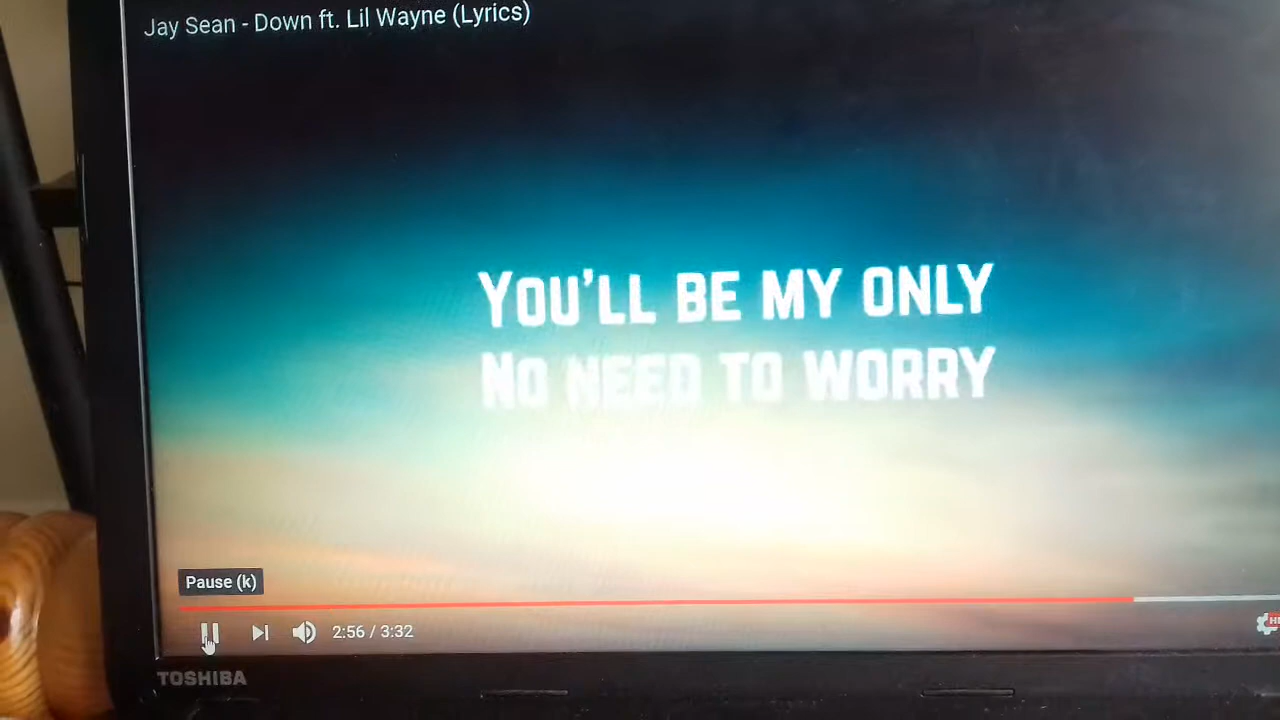 Jay Sean - Down ft. Lil Wayne (Lyrics)
YOU'LL BE MY ONLY
NO NEED TO WORRY
Pause (k)
2:56 / 3:32
HD
TOSHIBA